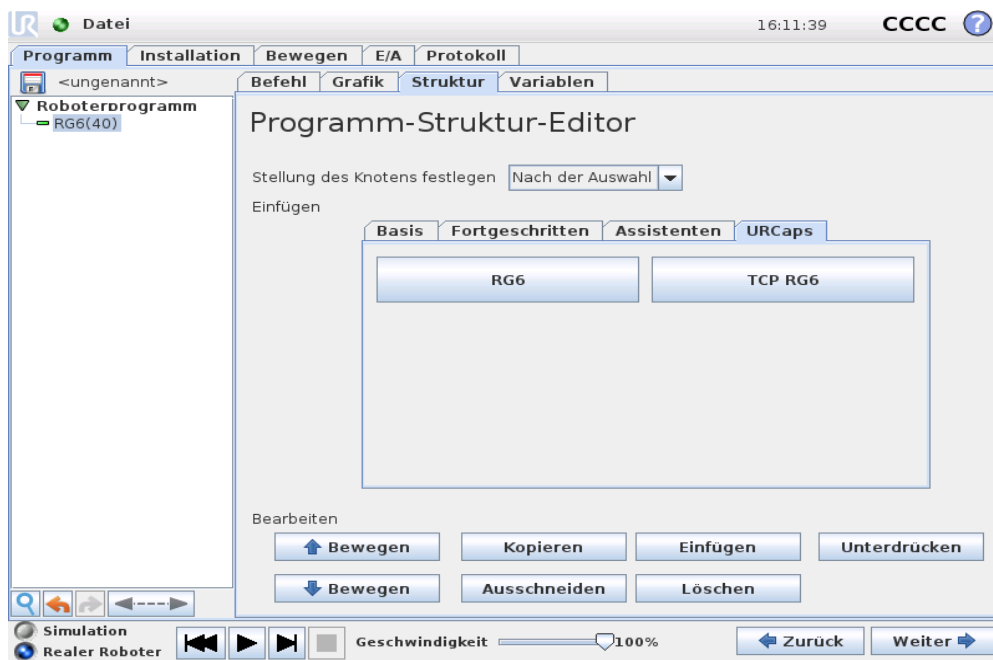 UR Datei 16:11:39 CCCC ?
Programm Installation Bewegen E/A Protokoll
<ungenannt> Befehl Grafik Struktur Variablen
Roboterprogramm
RG6(40)
Programm-Struktur-Editor
Stellung des Knotens festlegen Nach der Auswahl
Einfügen
Basis Fortgeschritten Assistenten URCaps
RG6 TCP RG6
Bearbeiten
Bewegen Kopieren Einfügen Unterdrücken
Bewegen Ausschneiden Löschen
Simulation
Realer Roboter
Geschwindigkeit 100% Zurück Weiter